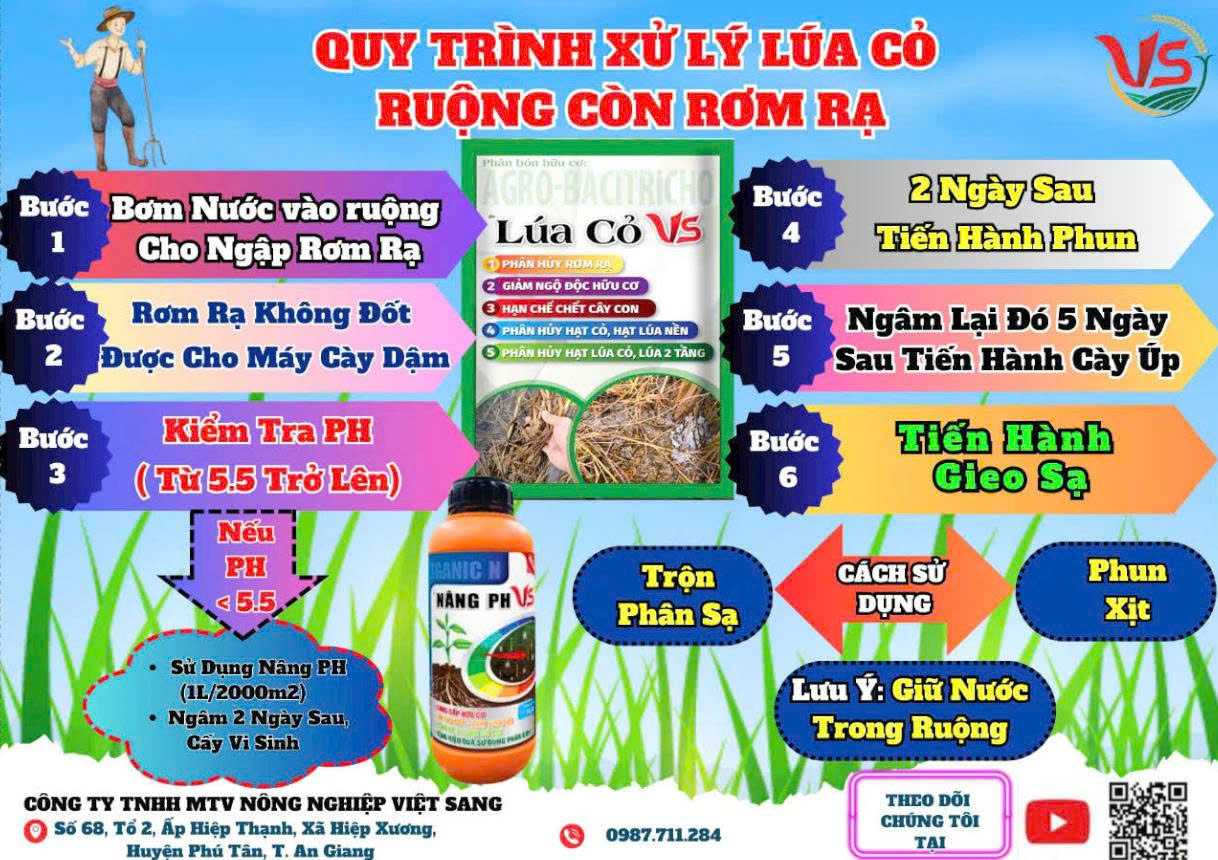 QUY TRÌNH XỬ LÝ LÚA CỎ
RUỘNG CÒN RƠM RẠ
VS
Bước
1
Bơm Nước vào ruộng
Cho Ngập Rơm Rạ
Bước
2
Rơm Rạ Không Đốt
Được Cho Máy Cày Dậm
Bước
3
Kiểm Tra PH
( Từ 5.5 Trở Lên)
Nếu
PH
< 5.5
• Sử Dụng Nâng PH
(1L/2000m2)
• Ngâm 2 Ngày Sau,
Cấy Vi Sinh
Phân bón hữu cơ:
AGRO-BACITRICHO
Lúa Cỏ VS
1 PHÂN HỦY RƠM RẠ
2 GIẢM NGỘ ĐỘC HỮU CƠ
3 HẠN CHẾ CHẾT CÂY CON
4 PHÂN HỦY HẠT CỎ, HẠT LÚA NỀN
5 PHÂN HỦY HẠT LÚA CỎ, LÚA 2 TẦNG
Bước
4
2 Ngày Sau
Tiến Hành Phun
Bước
5
Ngâm Lại Đó 5 Ngày
Sau Tiến Hành Cày Úp
Bước
6
Tiến Hành
Gieo Sạ
RGANIC N
NÂNG PH VS
Trộn
Phân Sạ
CÁCH SỬ
DỤNG
Phun
Xịt
Lưu Ý: Giữ Nước
Trong Ruộng
CÔNG TY TNHH MTV NÔNG NGHIỆP VIỆT SANG
Số 68, Tổ 2, Ấp Hiệp Thạnh, Xã Hiệp Xương,
Huyện Phú Tân, T. An Giang
0987.711.284
THEO DÕI
CHÚNG TÔI
TẠI